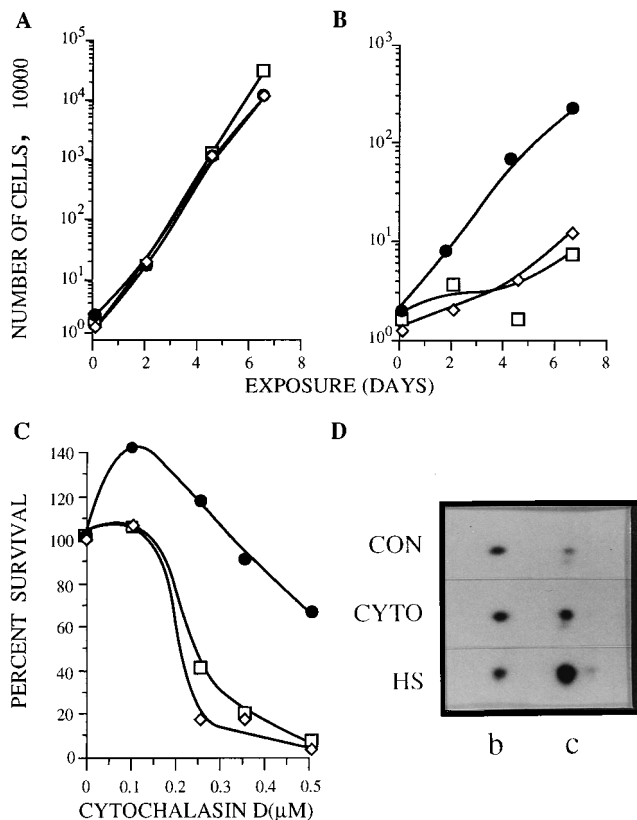 A
B
NUMBER OF CELLS, 10000
10^5
10^4
10^3
10^2
10^1
10^0
0 2 4 6 8
10^3
10^2
10^1
10^0
0 2 4 6 8
EXPOSURE (DAYS)
C
D
PERCENT SURVIVAL
140
120
100
80
60
40
20
0
0 0.1 0.2 0.3 0.4 0.5
CYTOCHALASIN D(μM)
CON
CYTO
HS
b c